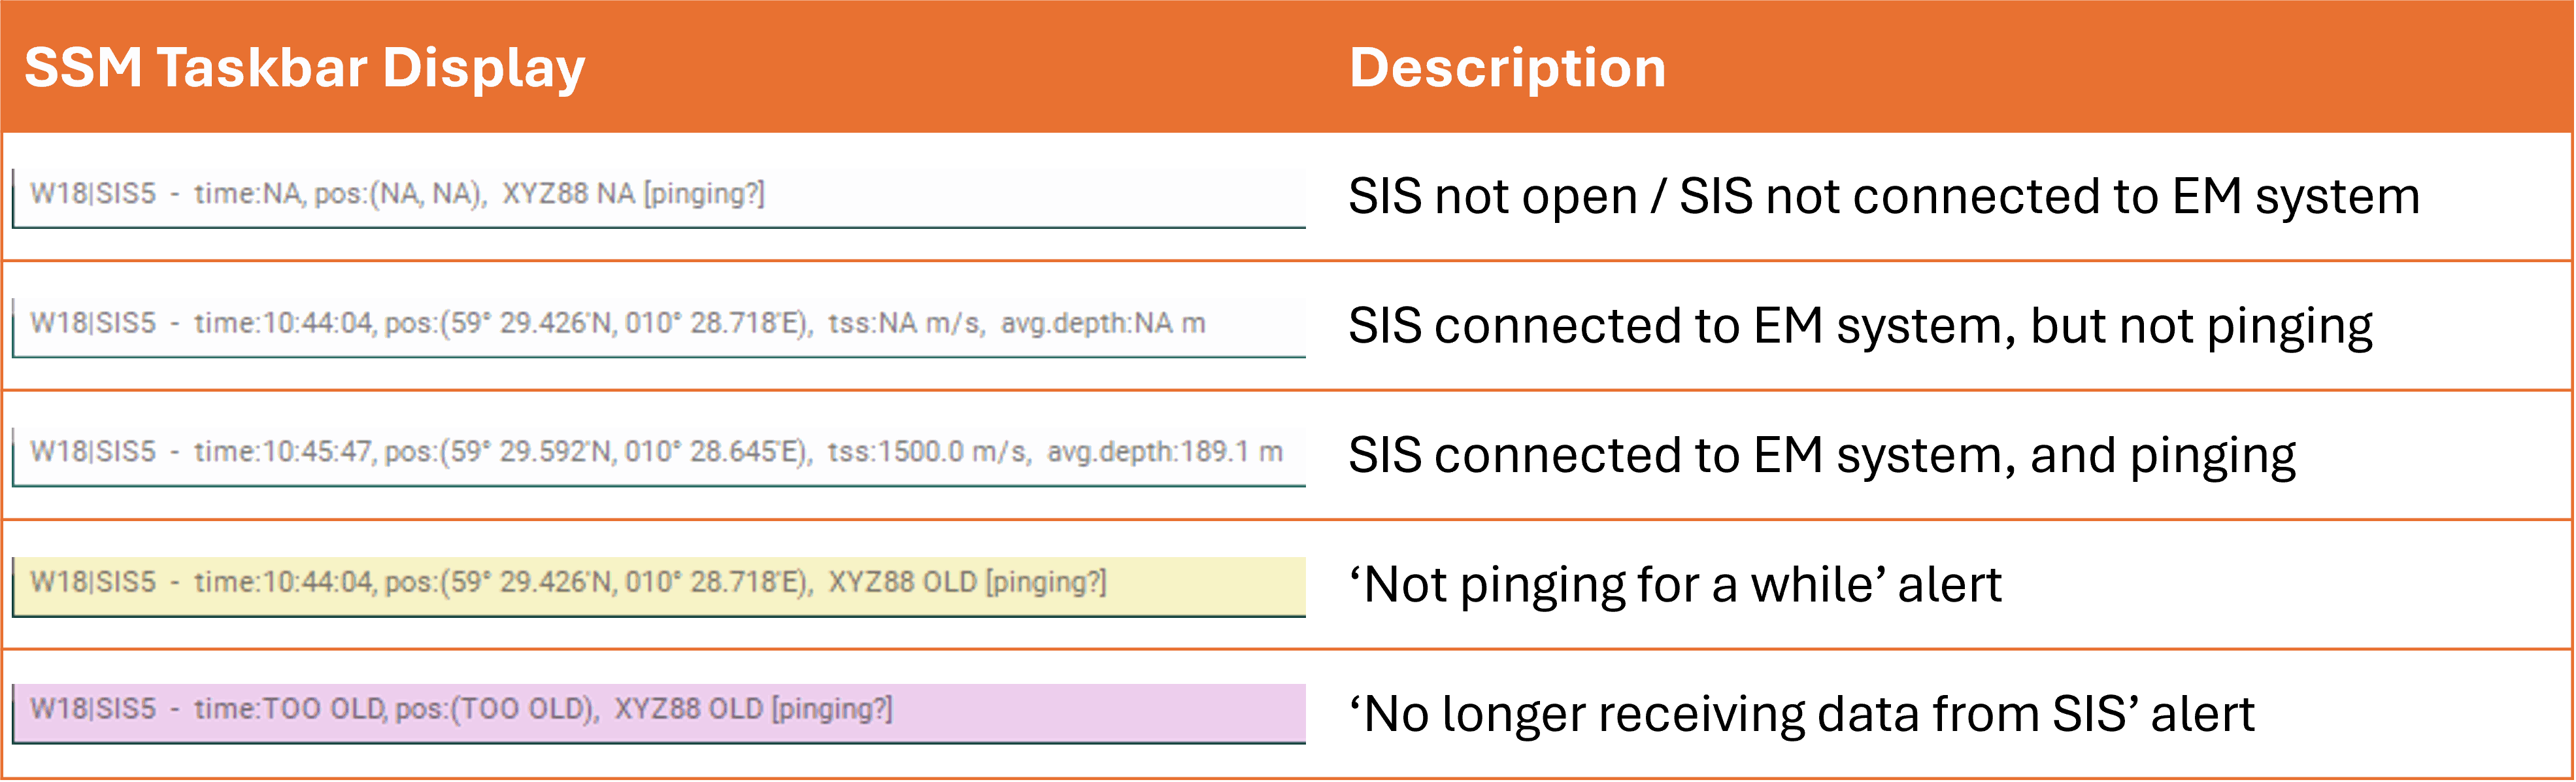 SSM Taskbar Display Description
W18|SIS5 - time:NA, pos:(NA, NA), XYZ88 NA [pinging?] SIS not open / SIS not connected to EM system
W18|SIS5 - time:10:44:04, pos:(59° 29.426'N, 010° 28.718'E), tss:NA m/s, avg.depth:NA m SIS connected to EM system, but not pinging
W18|SIS5 - time:10:45:47, pos:(59° 29.592'N, 010° 28.645'E), tss:1500.0 m/s, avg.depth:189.1 m SIS connected to EM system, and pinging
W18|SIS5 - time:10:44:04, pos:(59° 29.426'N, 010° 28.718'E), XYZ88 OLD [pinging?] ‘Not pinging for a while’ alert
W18|SIS5 - time:TOO OLD, pos:(TOO OLD), XYZ88 OLD [pinging?] ‘No longer receiving data from SIS’ alert